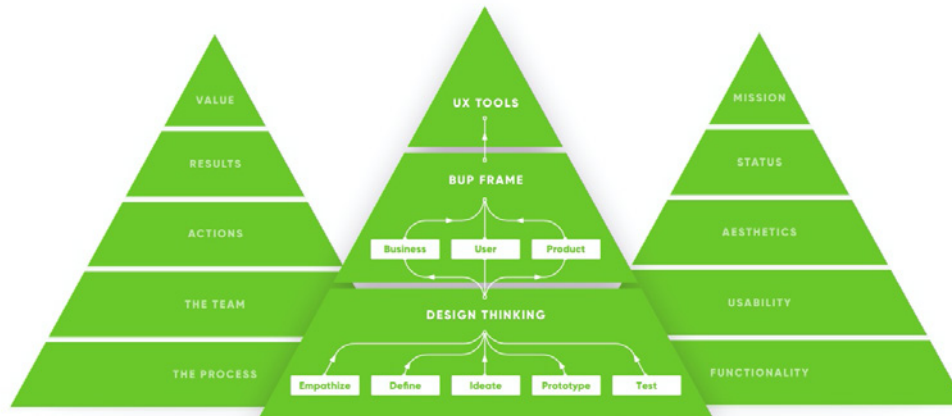 VALUE
RESULTS
ACTIONS
THE TEAM
THE PROCESS
UX TOOLS
BUP FRAME
Business User Product
DESIGN THINKING
Empathize Define Ideate Prototype Test
MISSION
STATUS
AESTHETICS
USABILITY
FUNCTIONALITY